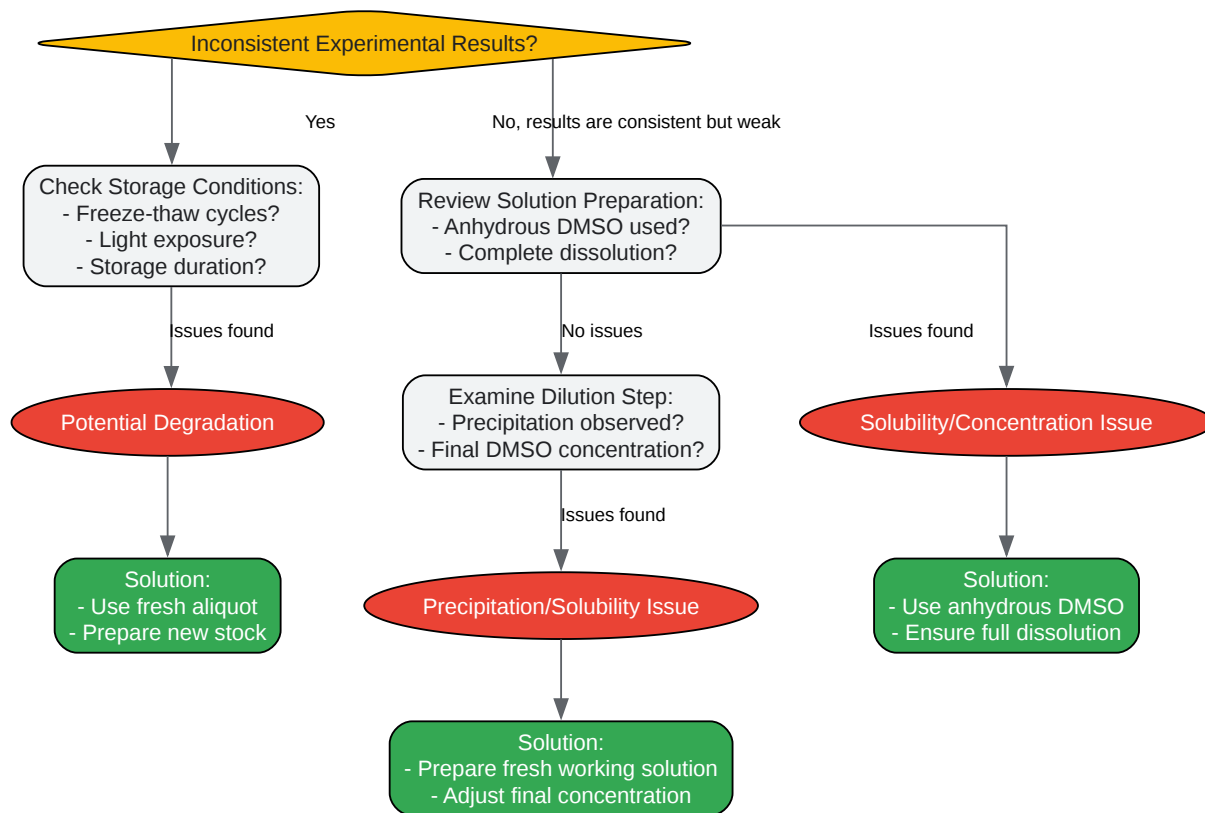 Inconsistent Experimental Results?
Yes
No, results are consistent but weak
Check Storage Conditions:
- Freeze-thaw cycles?
- Light exposure?
- Storage duration?
Review Solution Preparation:
- Anhydrous DMSO used?
- Complete dissolution?
Issues found
No issues
Issues found
Potential Degradation
Examine Dilution Step:
- Precipitation observed?
- Final DMSO concentration?
Solubility/Concentration Issue
Issues found
Solution:
- Use fresh aliquot
- Prepare new stock
Precipitation/Solubility Issue
Solution:
- Use anhydrous DMSO
- Ensure full dissolution
Solution:
- Prepare fresh working solution
- Adjust final concentration